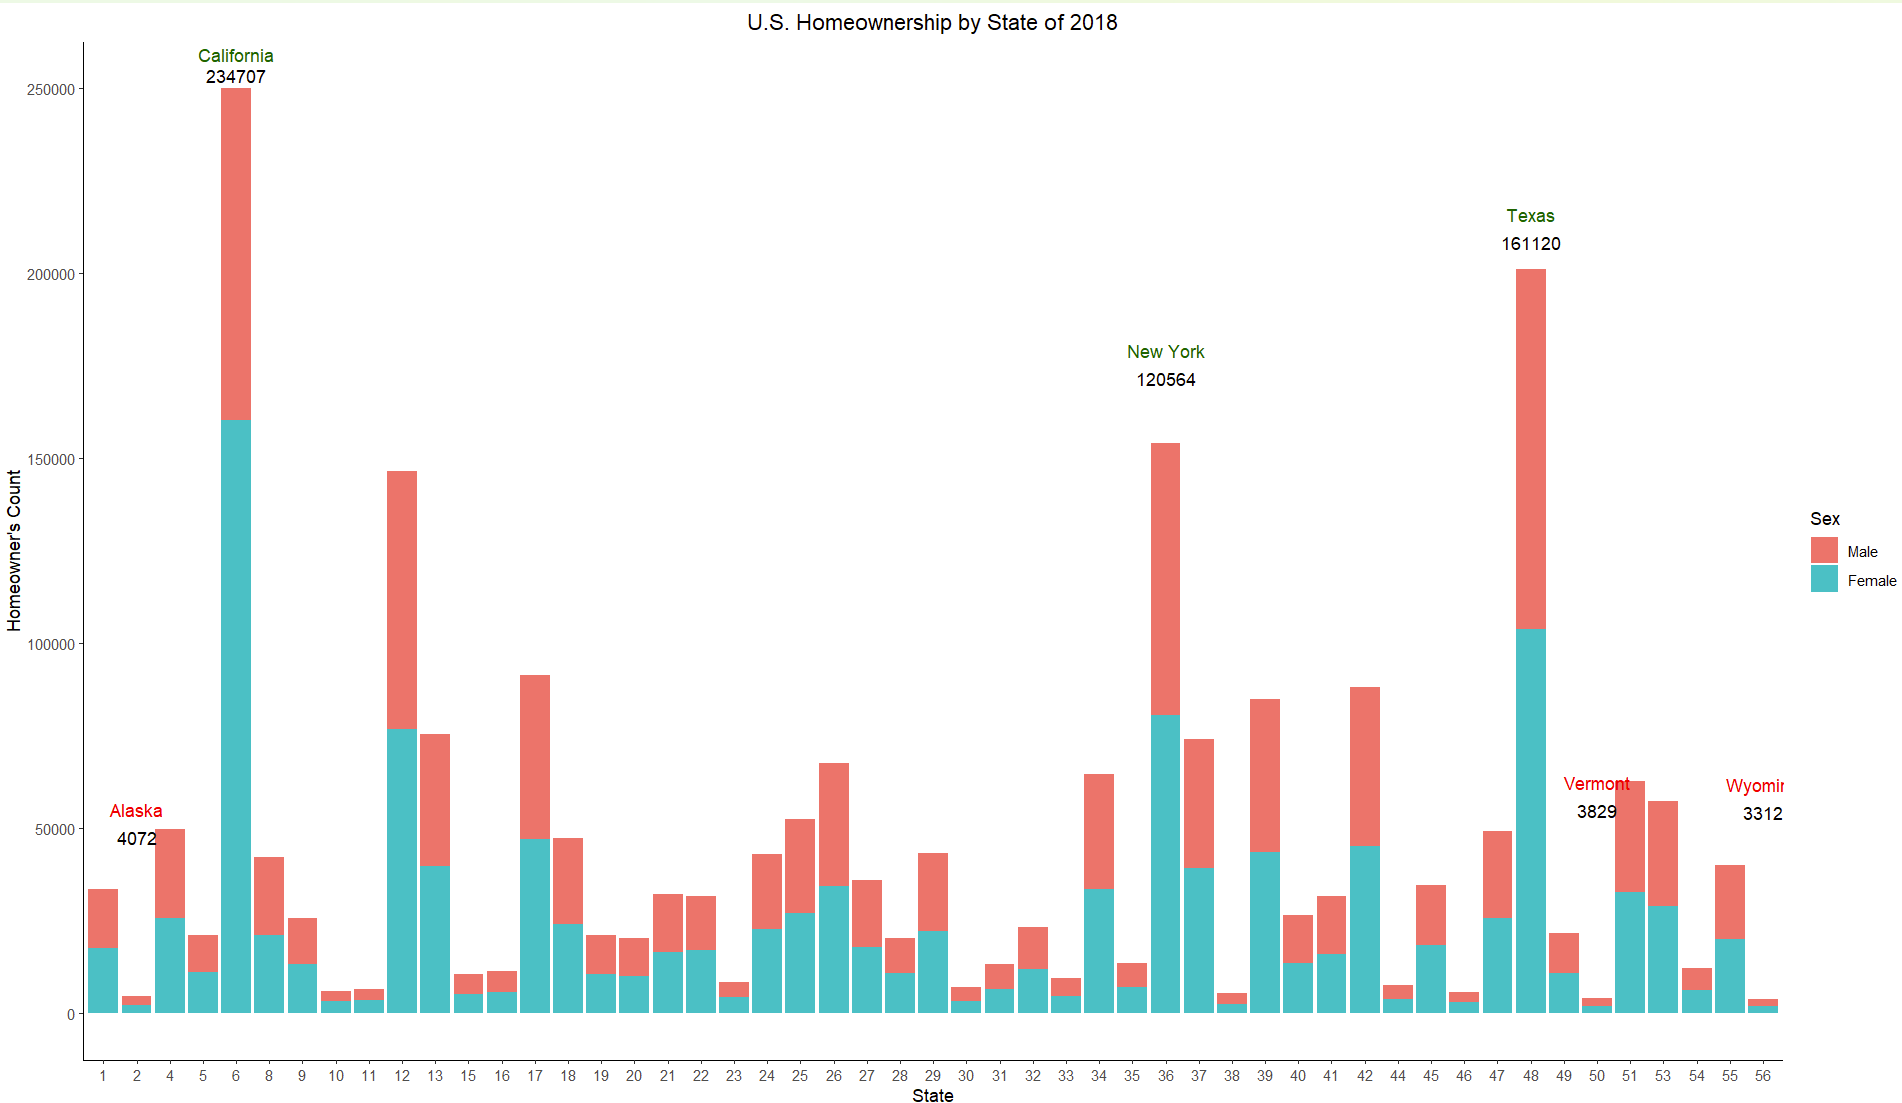 U.S. Homeownership by State of 2018
California
234707
250000
Texas
161120
200000
New York
120564
150000
Homeowner's Count
Sex
Male
Female
100000
Vermont
3829
Wyomin
3312
Alaska
4072
50000
0
1 2 4 5 6 8 9 10 11 12 13 15 16 17 18 19 20 21 22 23 24 25 26 27 28 29 30 31 32 33 34 35 36 37 38 39 40 41 42 44 45 46 47 48 49 50 51 53 54 55 56
State